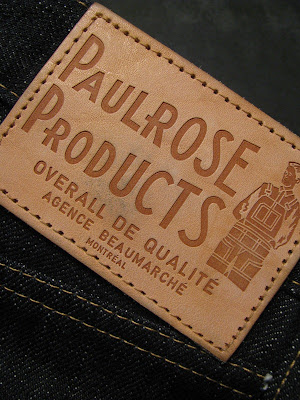 PAULROSE
PRODUCTS
OVERALL DE QUALITÉ
AGENCE BEAUMARCHÉ
MONTRÉAL